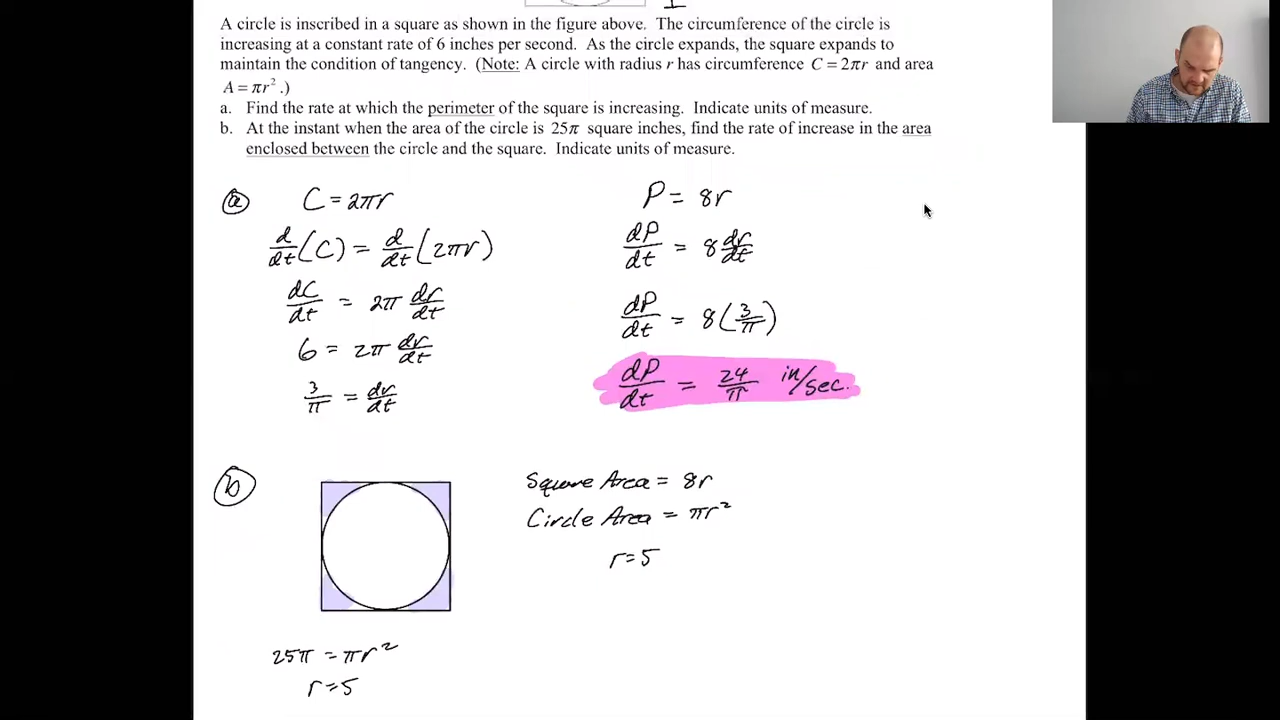 A circle is inscribed in a square as shown in the figure above. The circumference of the circle is
increasing at a constant rate of 6 inches per second. As the circle expands, the square expands to
maintain the condition of tangency. (Note: A circle with radius r has circumference C = 2πr and area
A = πr².)
a. Find the rate at which the perimeter of the square is increasing. Indicate units of measure.
b. At the instant when the area of the circle is 25π square inches, find the rate of increase in the area
enclosed between the circle and the square. Indicate units of measure.
a
C = 2πr
d/dt (C) = d/dt (2πr)
dC/dt = 2π dr/dt
6 = 2π dr/dt
3/π = dr/dt
P = 8r
dP/dt = 8 dr/dt
dP/dt = 8(3/π)
dP/dt = 24/π in/sec.
b
Square Area = 8r
Circle Area = πr²
r=5
25π = πr²
r=5